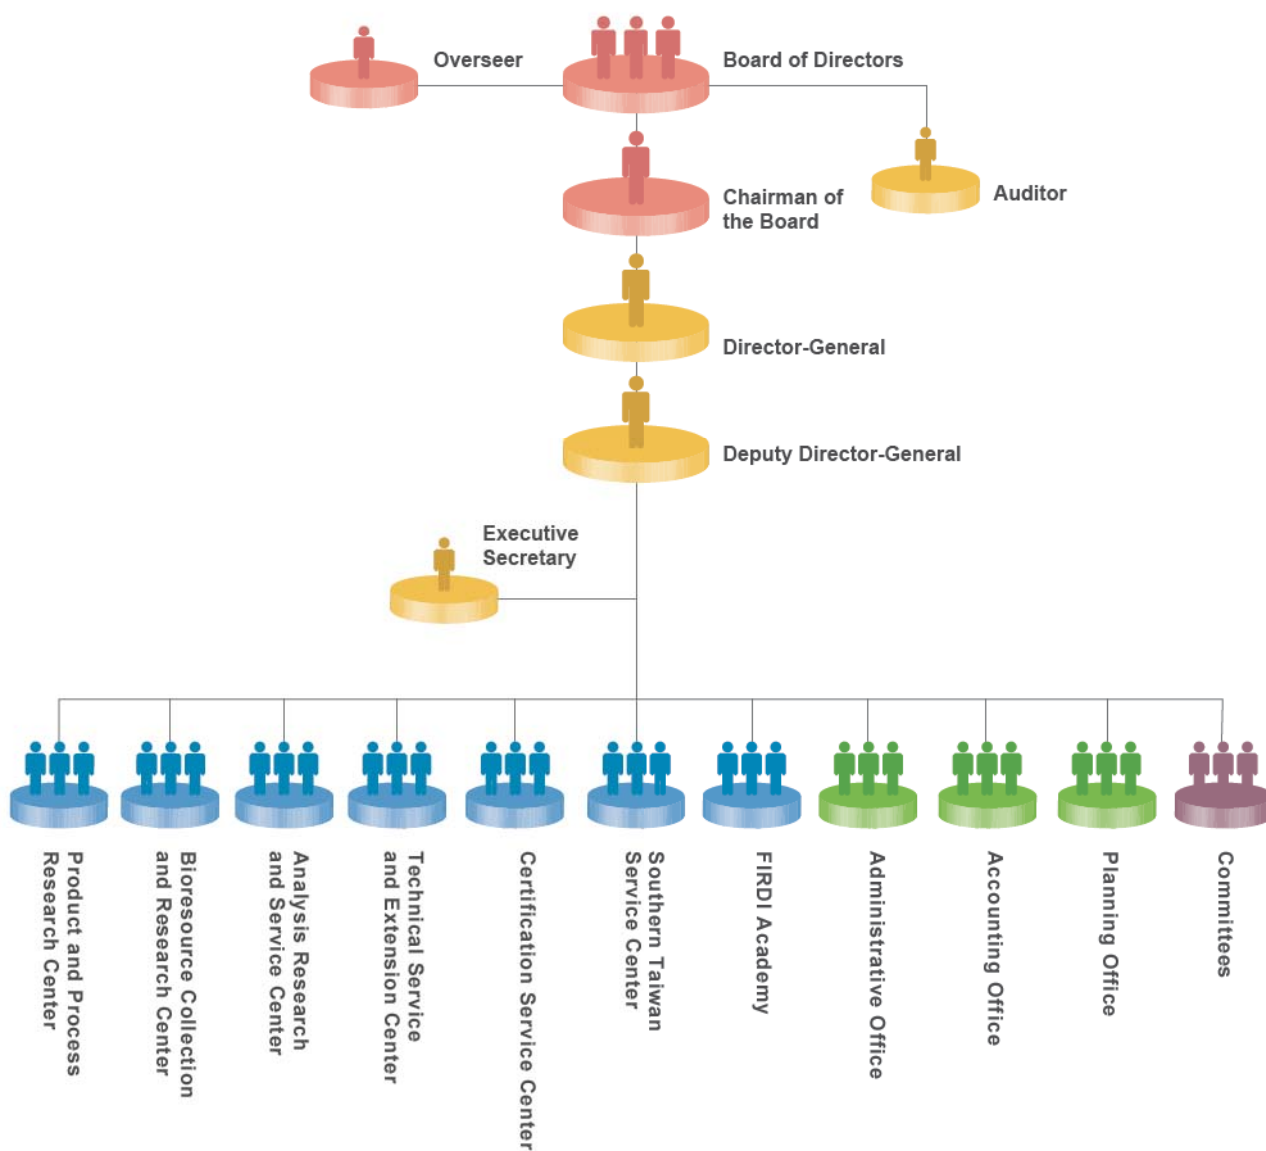 Overseer
Board of Directors
Chairman of
the Board
Auditor
Director-General
Deputy Director-General
Executive
Secretary
Product and Process
Research Center
Bioresource Collection
and Research Center
Analysis Research
and Service Center
Technical Service
and Extension Center
Certification Service Center
Southern Taiwan
Service Center
FIRDI Academy
Administrative Office
Accounting Office
Planning Office
Committees